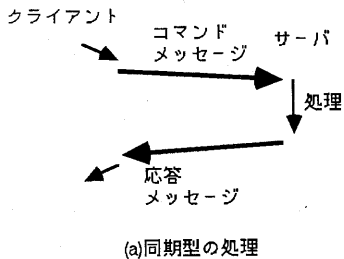 クライアント
コマンド
メッセージ
サーバ
処理
応答
メッセージ
(a)同期型の処理